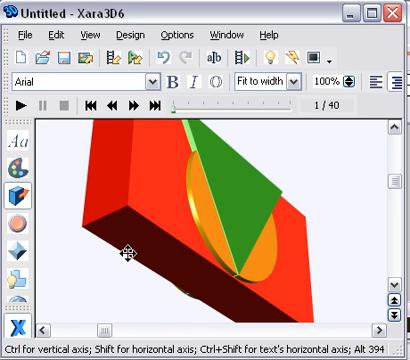 Untitled - Xara3D6
File Edit View Design Options Window Help
Arial B I O Fit to width 100%
1 / 40
Aa
X
Ctrl for vertical axis; Shift for horizontal axis; Ctrl+Shift for text's horizontal axis; Alt 394